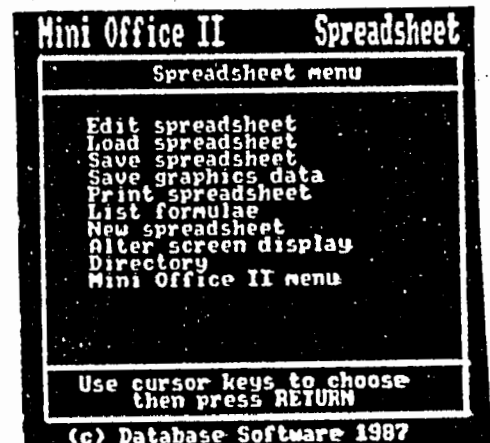 Mini Office II Spreadsheet
Spreadsheet menu
Edit spreadsheet
Load spreadsheet
Save spreadsheet
Save graphics data
Print spreadsheet
List formulae
New spreadsheet
Alter screen display
Directory
Mini Office II menu
Use cursor keys to choose
then press RETURN
(c) Database Software 1987